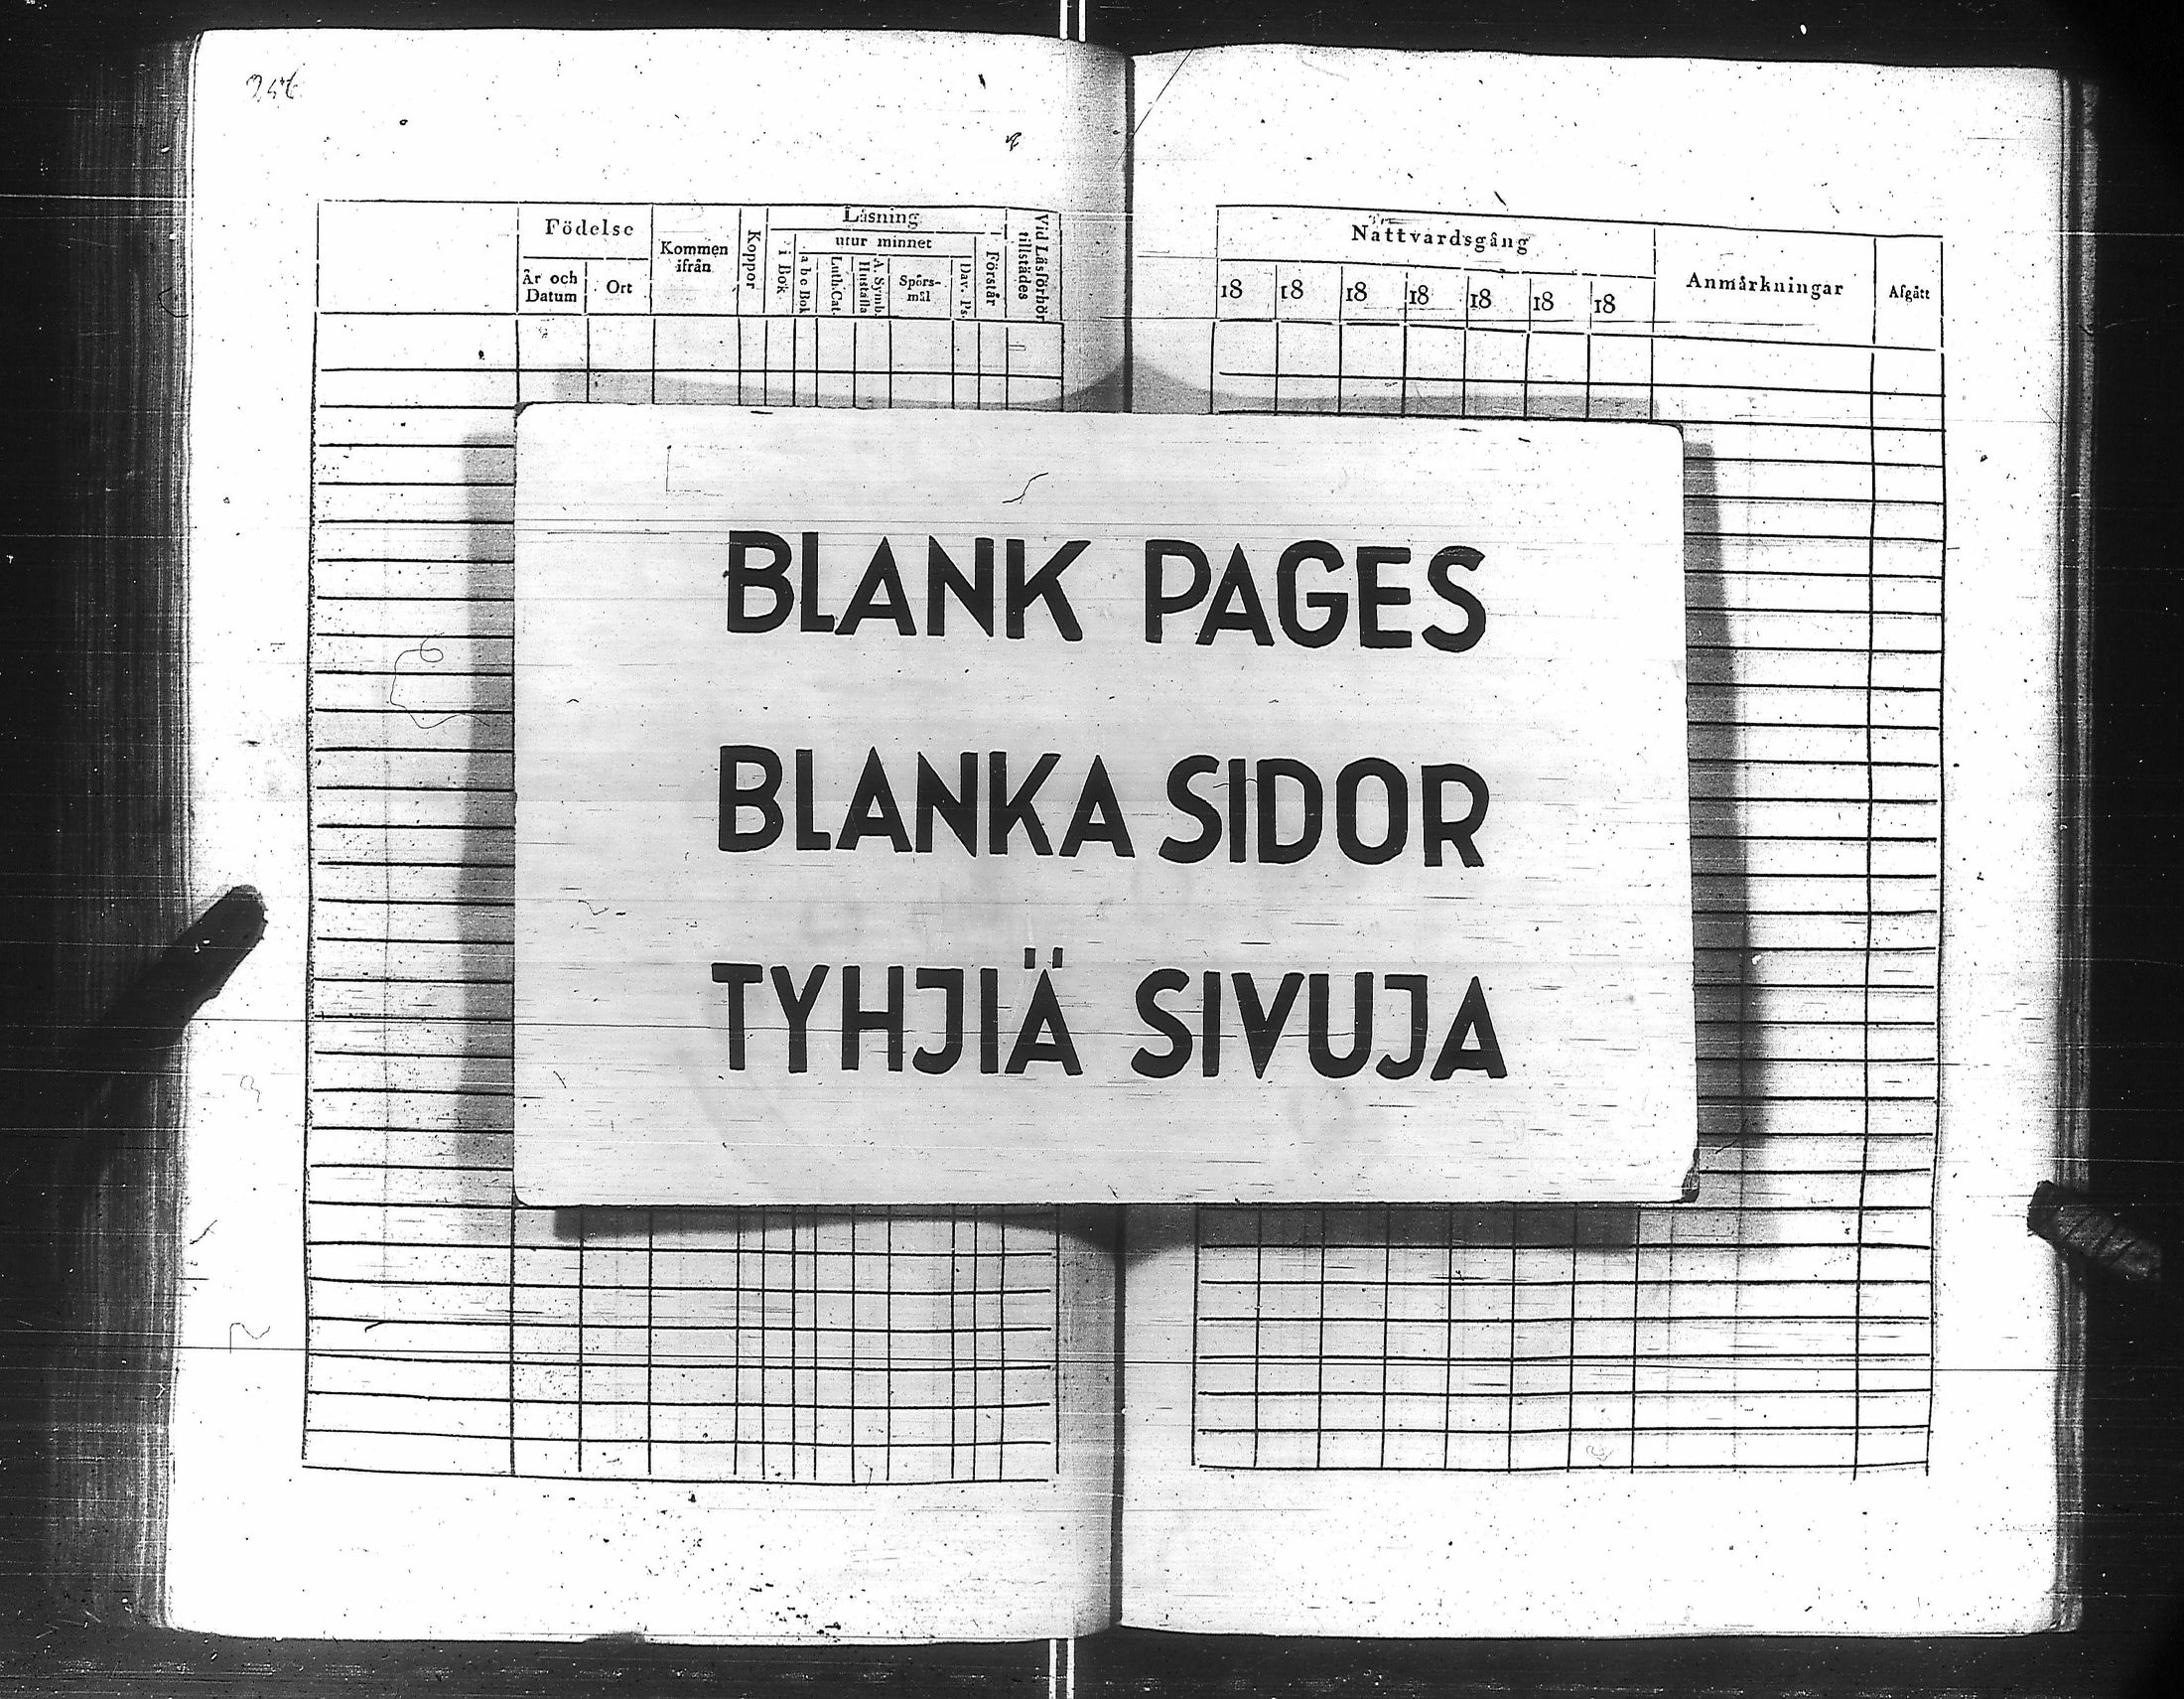 Födelse
År och Datum
Ort
Kommen ifrån
Koppor
Läsning
utur minnet
i Bok
a b c Bok
Luth. Cat.
A. Symb. Hustafla
Spörsmål
Dav. Ps.
Förstår
Vid Läsförhör tillstädes
Nattvardsgång
18 18 18 18 18 18 18
Anmärkningar
Afgått
BLANK PAGES
BLANKA SIDOR
TYHJIÄ SIVUJA